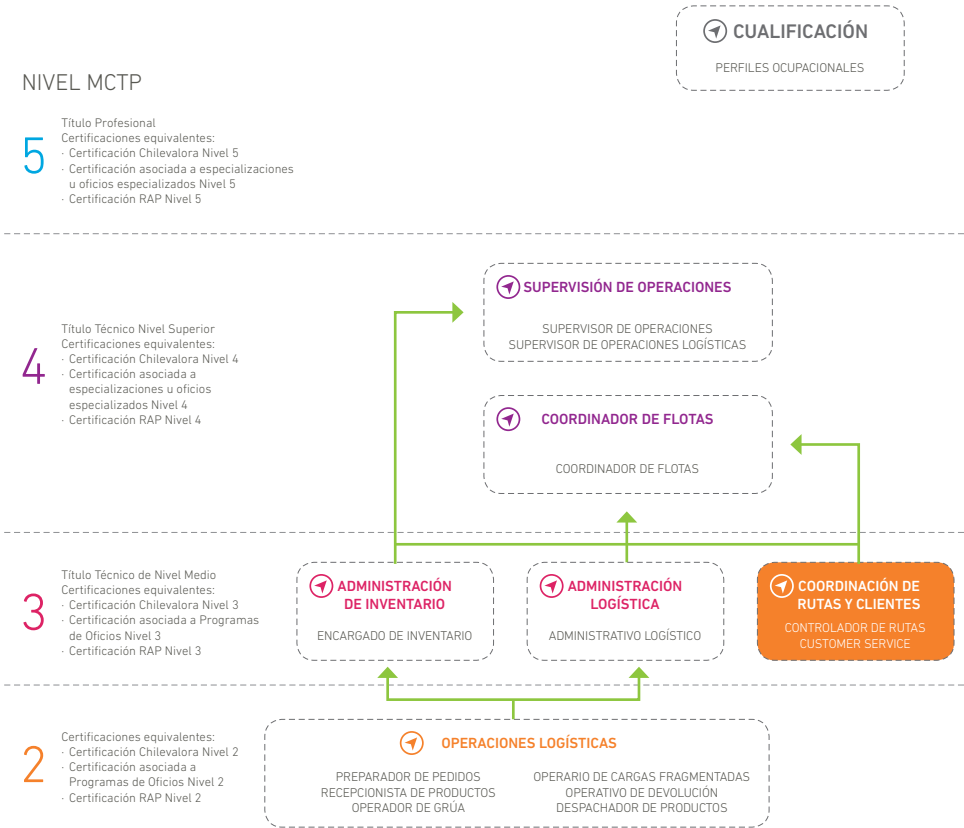 CUALIFICACIÓN
PERFILES OCUPACIONALES
NIVEL MCTP
5
Título Profesional
Certificaciones equivalentes:
· Certificación Chilevalora Nivel 5
· Certificación asociada a especializaciones
u oficios especializados Nivel 5
· Certificación RAP Nivel 5
4
Título Técnico Nivel Superior
Certificaciones equivalentes:
· Certificación Chilevalora Nivel 4
· Certificación asociada a
especializaciones u oficios
especializados Nivel 4
· Certificación RAP Nivel 4
SUPERVISIÓN DE OPERACIONES
SUPERVISOR DE OPERACIONES
SUPERVISOR DE OPERACIONES LOGÍSTICAS
COORDINADOR DE FLOTAS
COORDINADOR DE FLOTAS
3
Título Técnico de Nivel Medio
Certificaciones equivalentes:
· Certificación Chilevalora Nivel 3
· Certificación asociada a Programas
de Oficios Nivel 3
· Certificación RAP Nivel 3
ADMINISTRACIÓN
DE INVENTARIO
ENCARGADO DE INVENTARIO
ADMINISTRACIÓN
LOGÍSTICA
ADMINISTRATIVO LOGÍSTICO
COORDINACIÓN DE
RUTAS Y CLIENTES
CONTROLADOR DE RUTAS
CUSTOMER SERVICE
2
Certificaciones equivalentes:
· Certificación Chilevalora Nivel 2
· Certificación asociada a
Programas de Oficios Nivel 2
· Certificación RAP Nivel 2
OPERACIONES LOGÍSTICAS
PREPARADOR DE PEDIDOS
RECEPCIONISTA DE PRODUCTOS
OPERADOR DE GRÚA
OPERARIO DE CARGAS FRAGMENTADAS
OPERATIVO DE DEVOLUCIÓN
DESPACHADOR DE PRODUCTOS